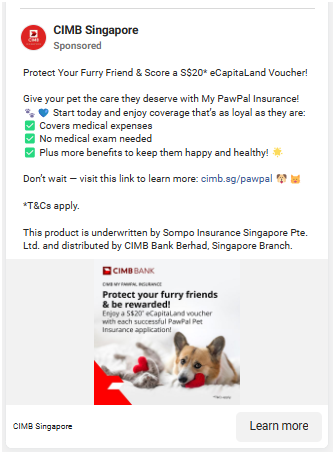 CIMB Singapore
Sponsored
Protect Your Furry Friend & Score a S$20* eCapitaLand Voucher!
Give your pet the care they deserve with My PawPal Insurance!
🐾 💙 Start today and enjoy coverage that's as loyal as they are:
✅ Covers medical expenses
✅ No medical exam needed
✅ Plus more benefits to keep them happy and healthy! 🌟
Don't wait — visit this link to learn more: cimb.sg/pawpal 🐶 🐱
*T&Cs apply.
This product is underwritten by Sompo Insurance Singapore Pte.
Ltd. and distributed by CIMB Bank Berhad, Singapore Branch.
CIMB BANK
CIMB MY PAWPAL INSURANCE
Protect your furry friends
& be rewarded!
Enjoy a S$20* eCapitaLand voucher
with each successful PawPal Pet
Insurance application!
CIMB Singapore
Learn more